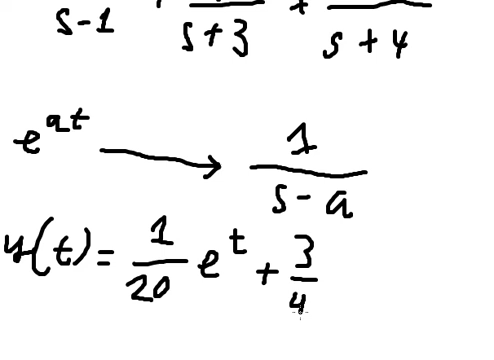 s-1 s+3 + s+4
e^at → 1/(s-a)
y(t)= 1/20 e^t + 3/4